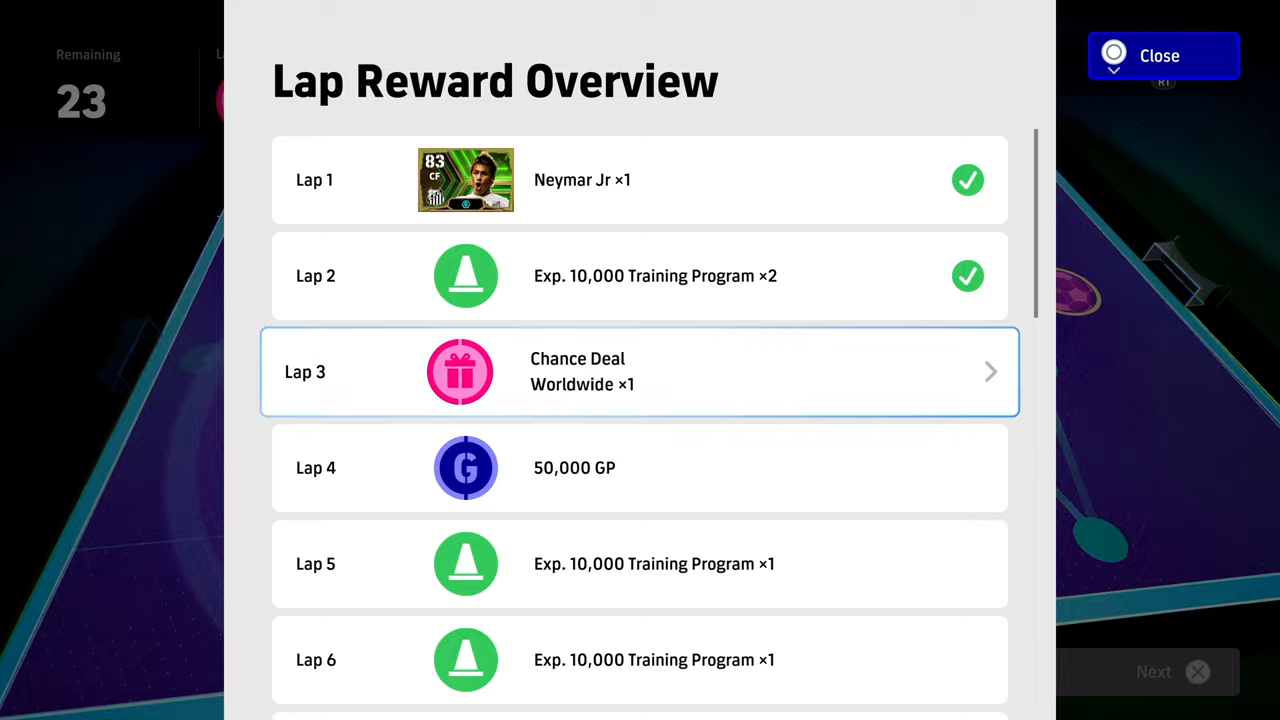 Remaining
23
Lap Reward Overview
Close
Lap 1
83
CF
Neymar Jr ×1
Lap 2
Exp. 10,000 Training Program ×2
Lap 3
Chance Deal
Worldwide ×1
Lap 4
G
50,000 GP
Lap 5
Exp. 10,000 Training Program ×1
Lap 6
Exp. 10,000 Training Program ×1
Next